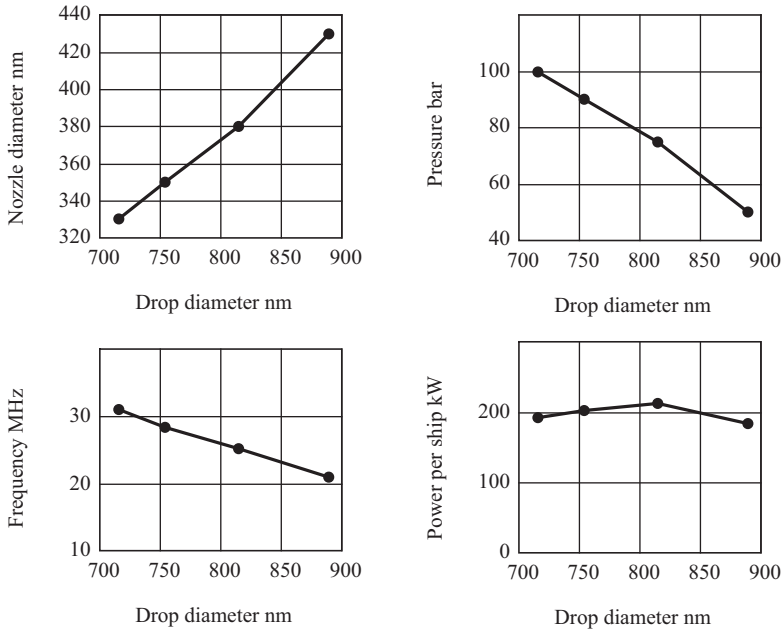 Nozzle diameter nm
440
420
400
380
360
340
320
700 750 800 850 900
Drop diameter nm
Pressure bar
100
80
60
40
700 750 800 850 900
Drop diameter nm
Frequency MHz
30
20
10
700 750 800 850 900
Drop diameter nm
Power per ship kW
200
100
0
700 750 800 850 900
Drop diameter nm